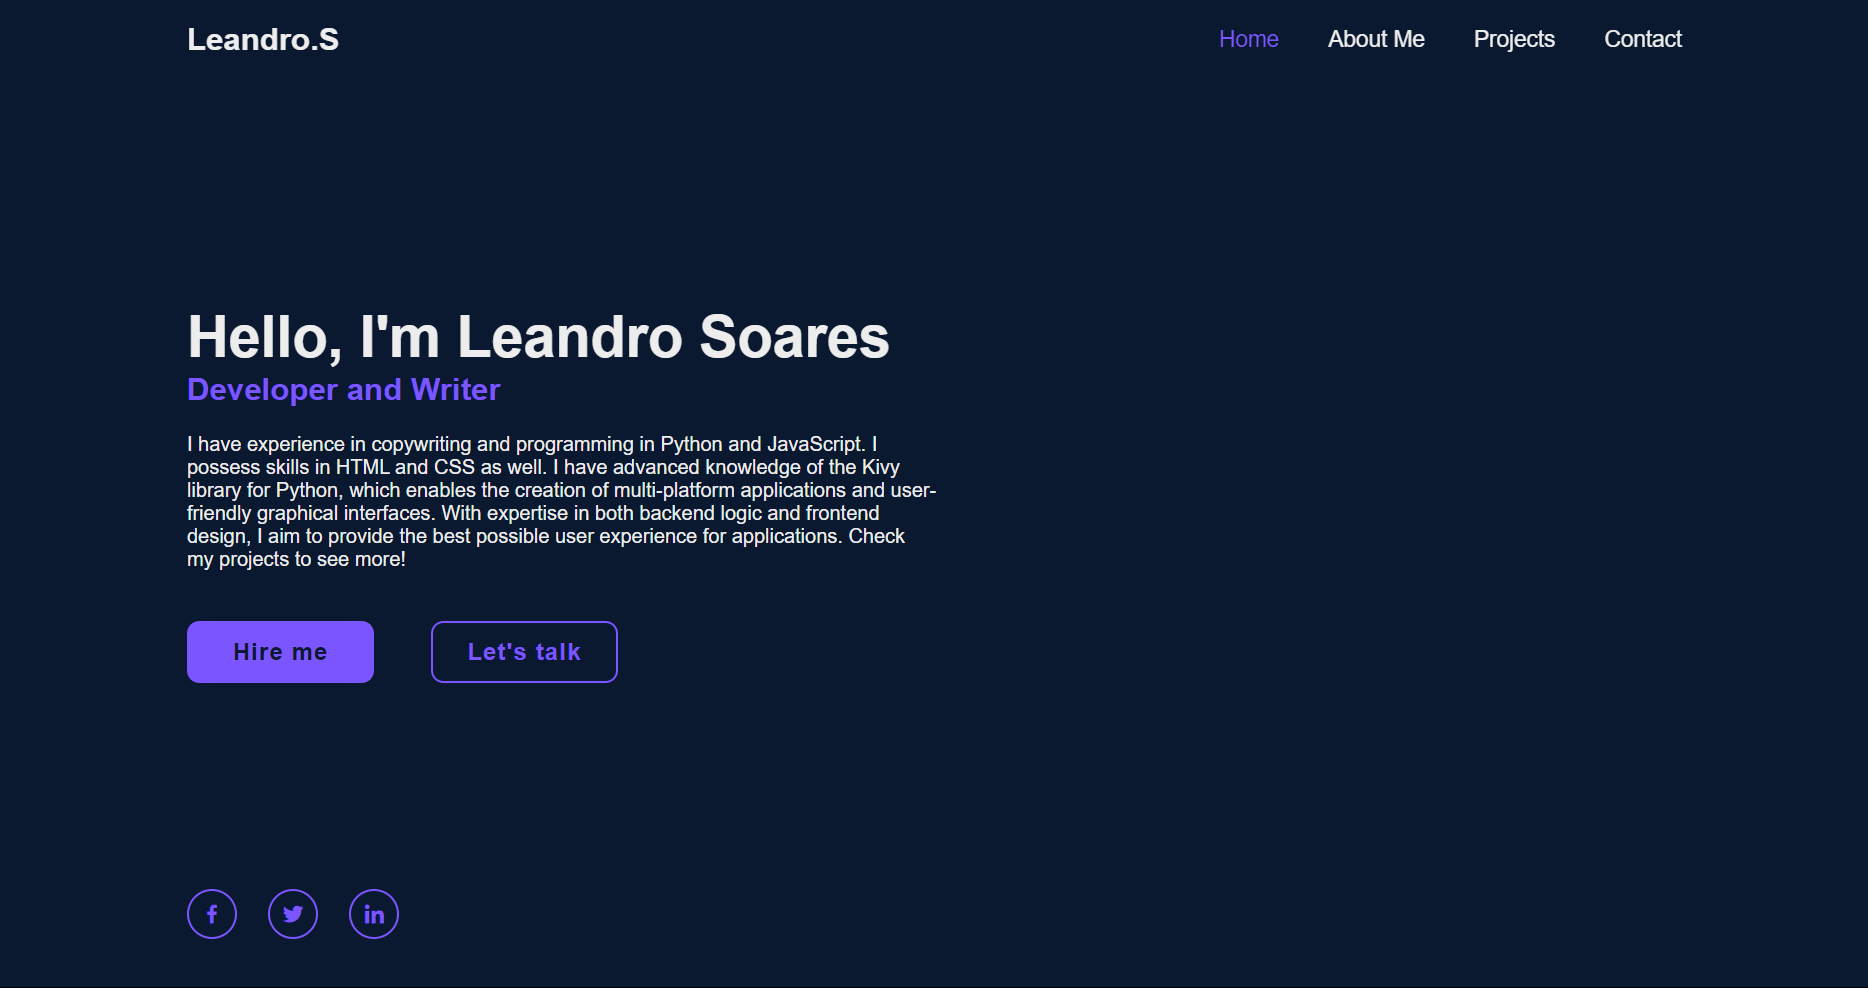 Leandro.S
Home About Me Projects Contact
Hello, I'm Leandro Soares
Developer and Writer
I have experience in copywriting and programming in Python and JavaScript. I
possess skills in HTML and CSS as well. I have advanced knowledge of the Kivy
library for Python, which enables the creation of multi-platform applications and user-
friendly graphical interfaces. With expertise in both backend logic and frontend
design, I aim to provide the best possible user experience for applications. Check
my projects to see more!
Hire me
Let's talk